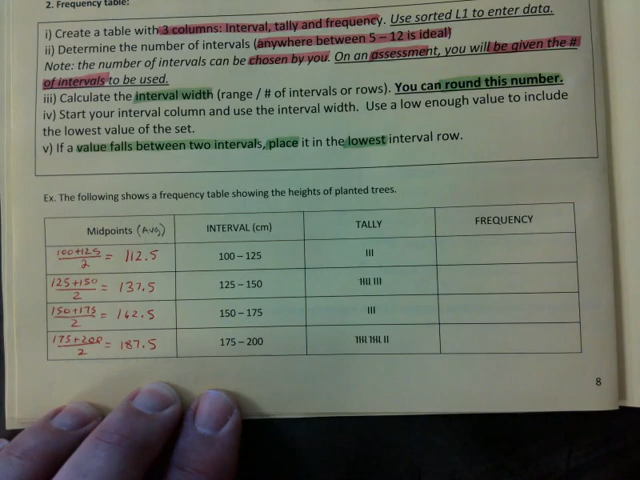 2. Frequency table:
i) Create a table with 3 columns: Interval, tally and frequency. Use sorted L1 to enter data.
ii) Determine the number of intervals (anywhere between 5 – 12 is ideal)
Note: the number of intervals can be chosen by you. On an assessment, you will be given the #
of intervals to be used.
iii) Calculate the interval width (range / # of intervals or rows). You can round this number.
iv) Start your interval column and use the interval width. Use a low enough value to include
the lowest value of the set.
v) If a value falls between two intervals, place it in the lowest interval row.
Ex. The following shows a frequency table showing the heights of planted trees.
Midpoints (Avg) INTERVAL (cm) TALLY FREQUENCY
100+125/2 = 112.5 100 – 125 III
125+150/2 = 137.5 125 – 150 IHI III
150+175/2 = 162.5 150 – 175 III
175+200/2 = 187.5 175 – 200 IHI IHI II
8